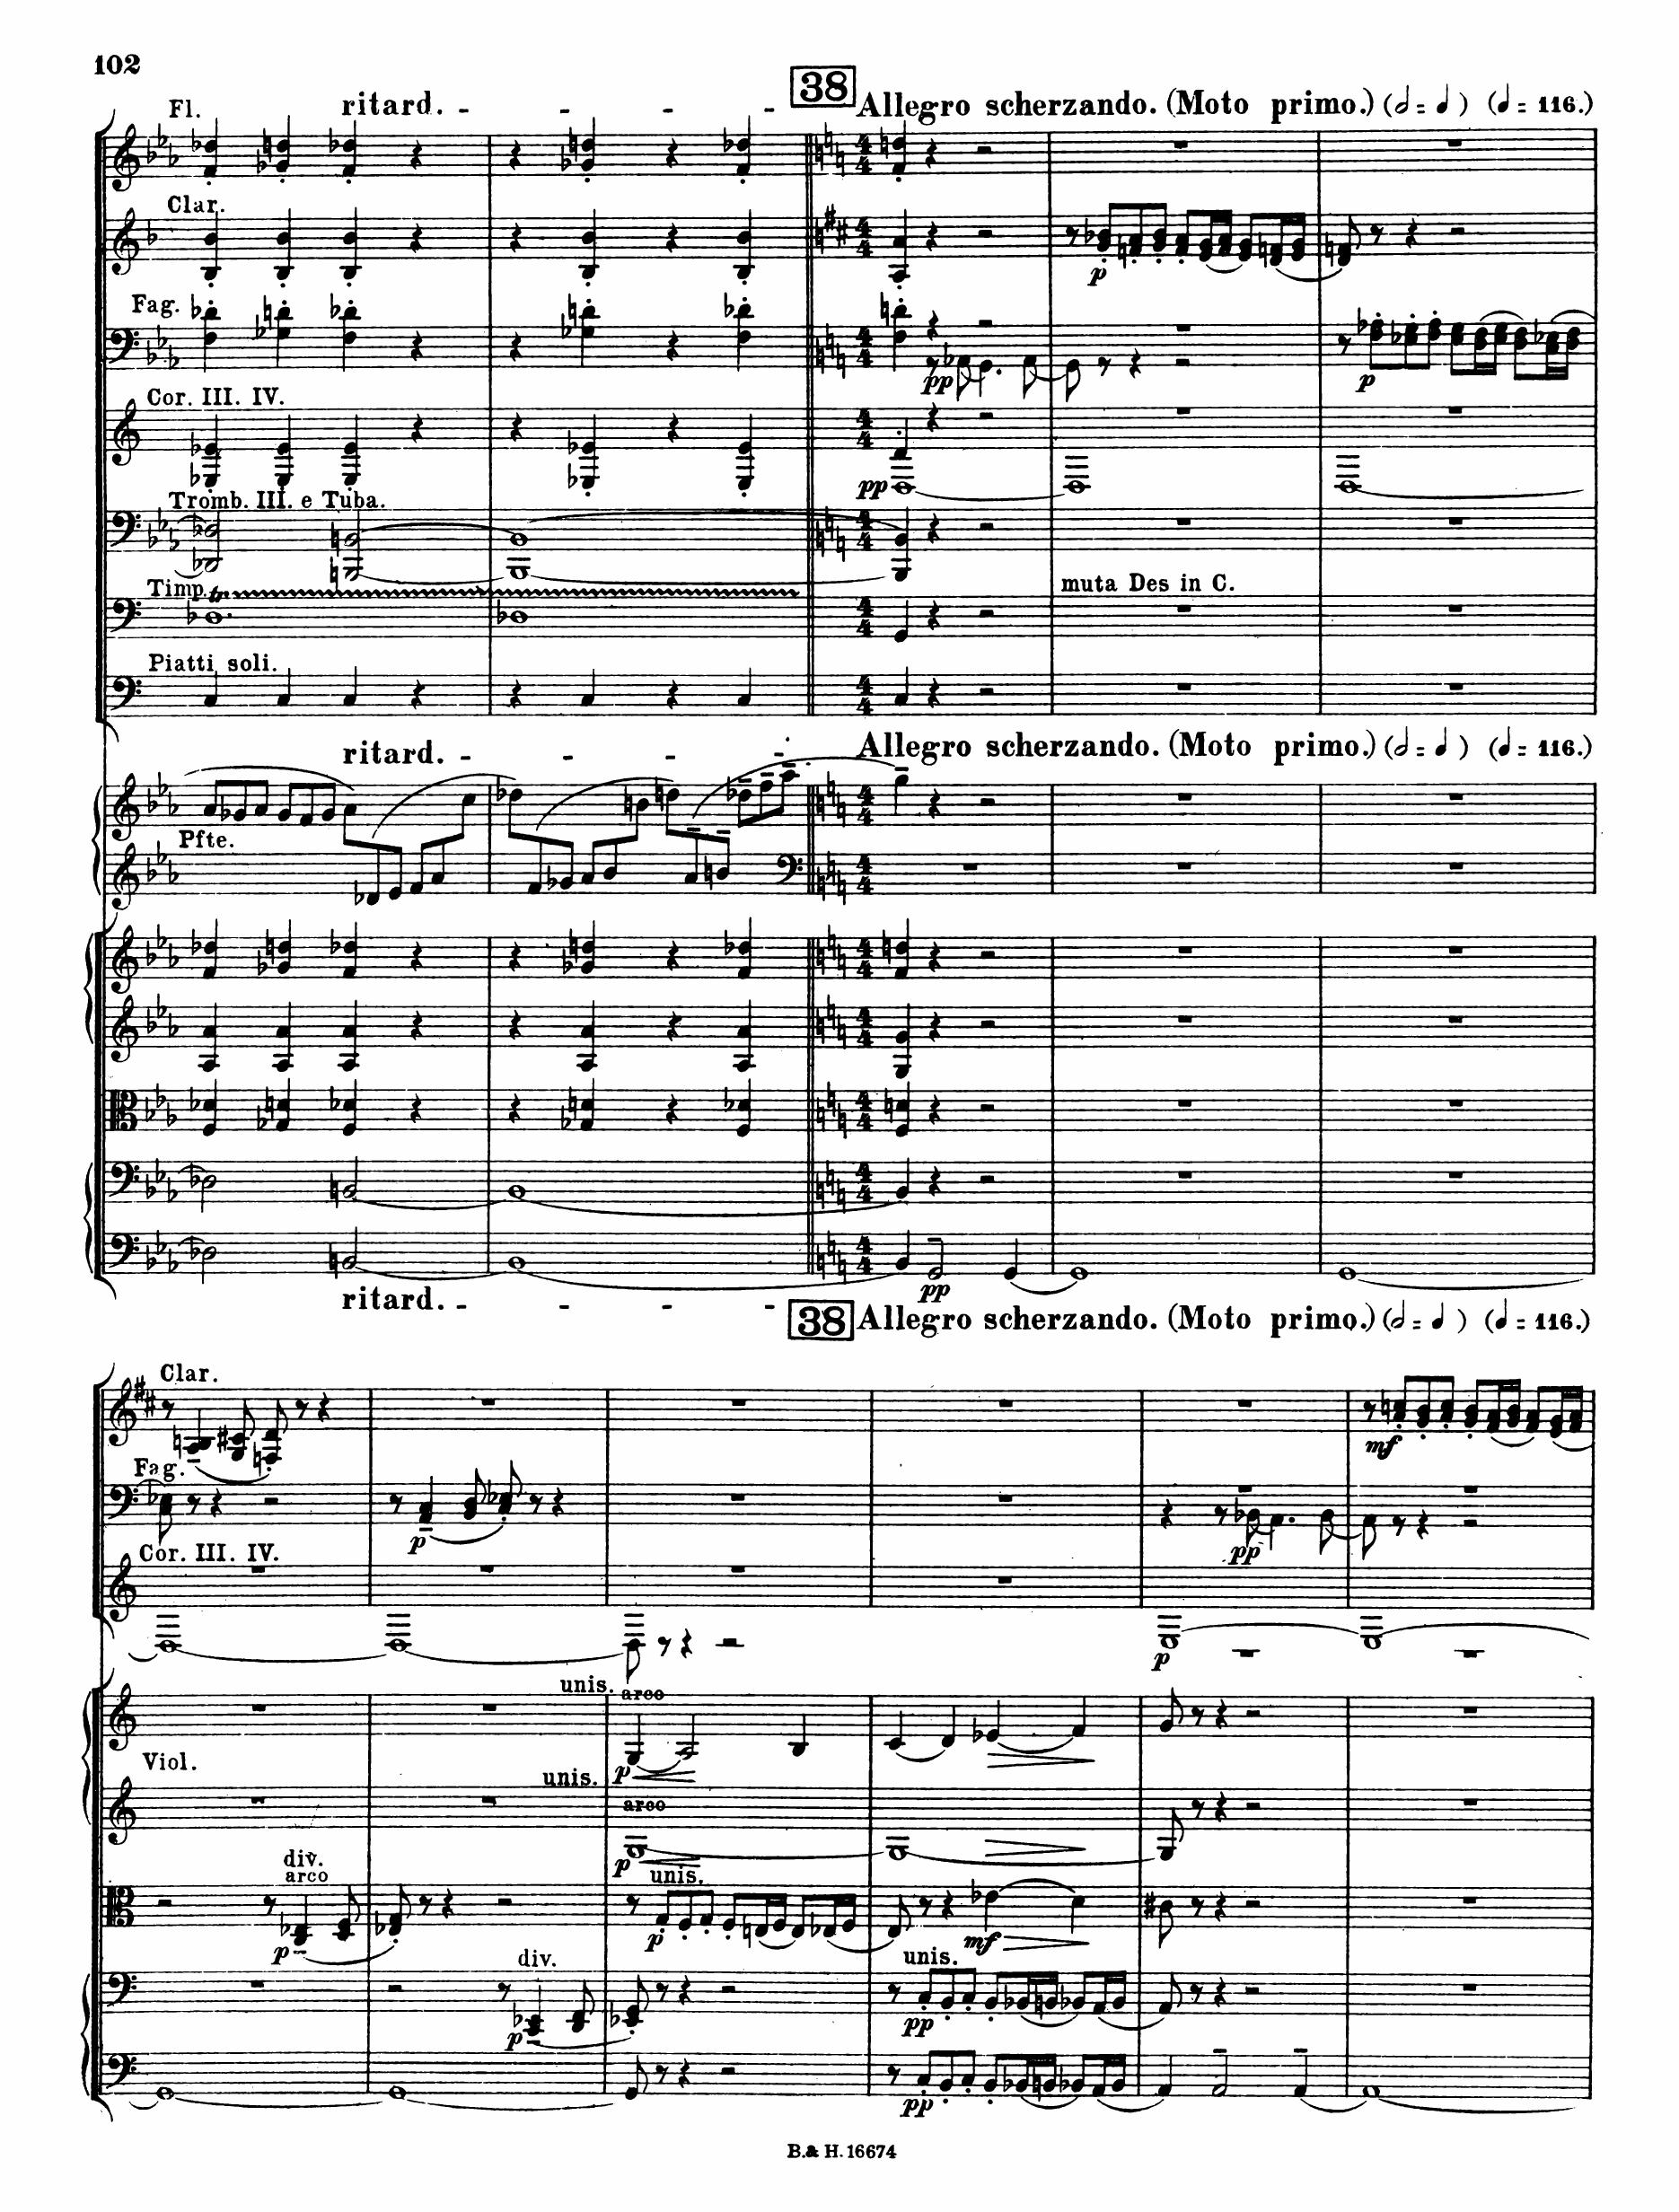 102
38
Fl. ritard. - - - - Allegro scherzando. (Moto primo.) (𝅗𝅥 = ♩) (♩ = 116.)
Clar.
p
Fag.
pp
p
Cor. III. IV.
pp
Tromb. III. e Tuba.
Timp. tr
muta Des in C.
Piatti soli.
ritard. - - - - Allegro scherzando. (Moto primo.) (𝅗𝅥 = ♩) (♩ = 116.)
Pfte.
pp
ritard. - - - - 38 Allegro scherzando. (Moto primo.) (𝅗𝅥 = ♩) (♩ = 116.)
Clar.
mf
Fag.
p
pp
Cor. III. IV.
p
unis. arco
Viol.
p
unis. arco
p
div.
arco
unis.
p
p
mf
div.
unis.
p
pp
pp
B. & H. 16674